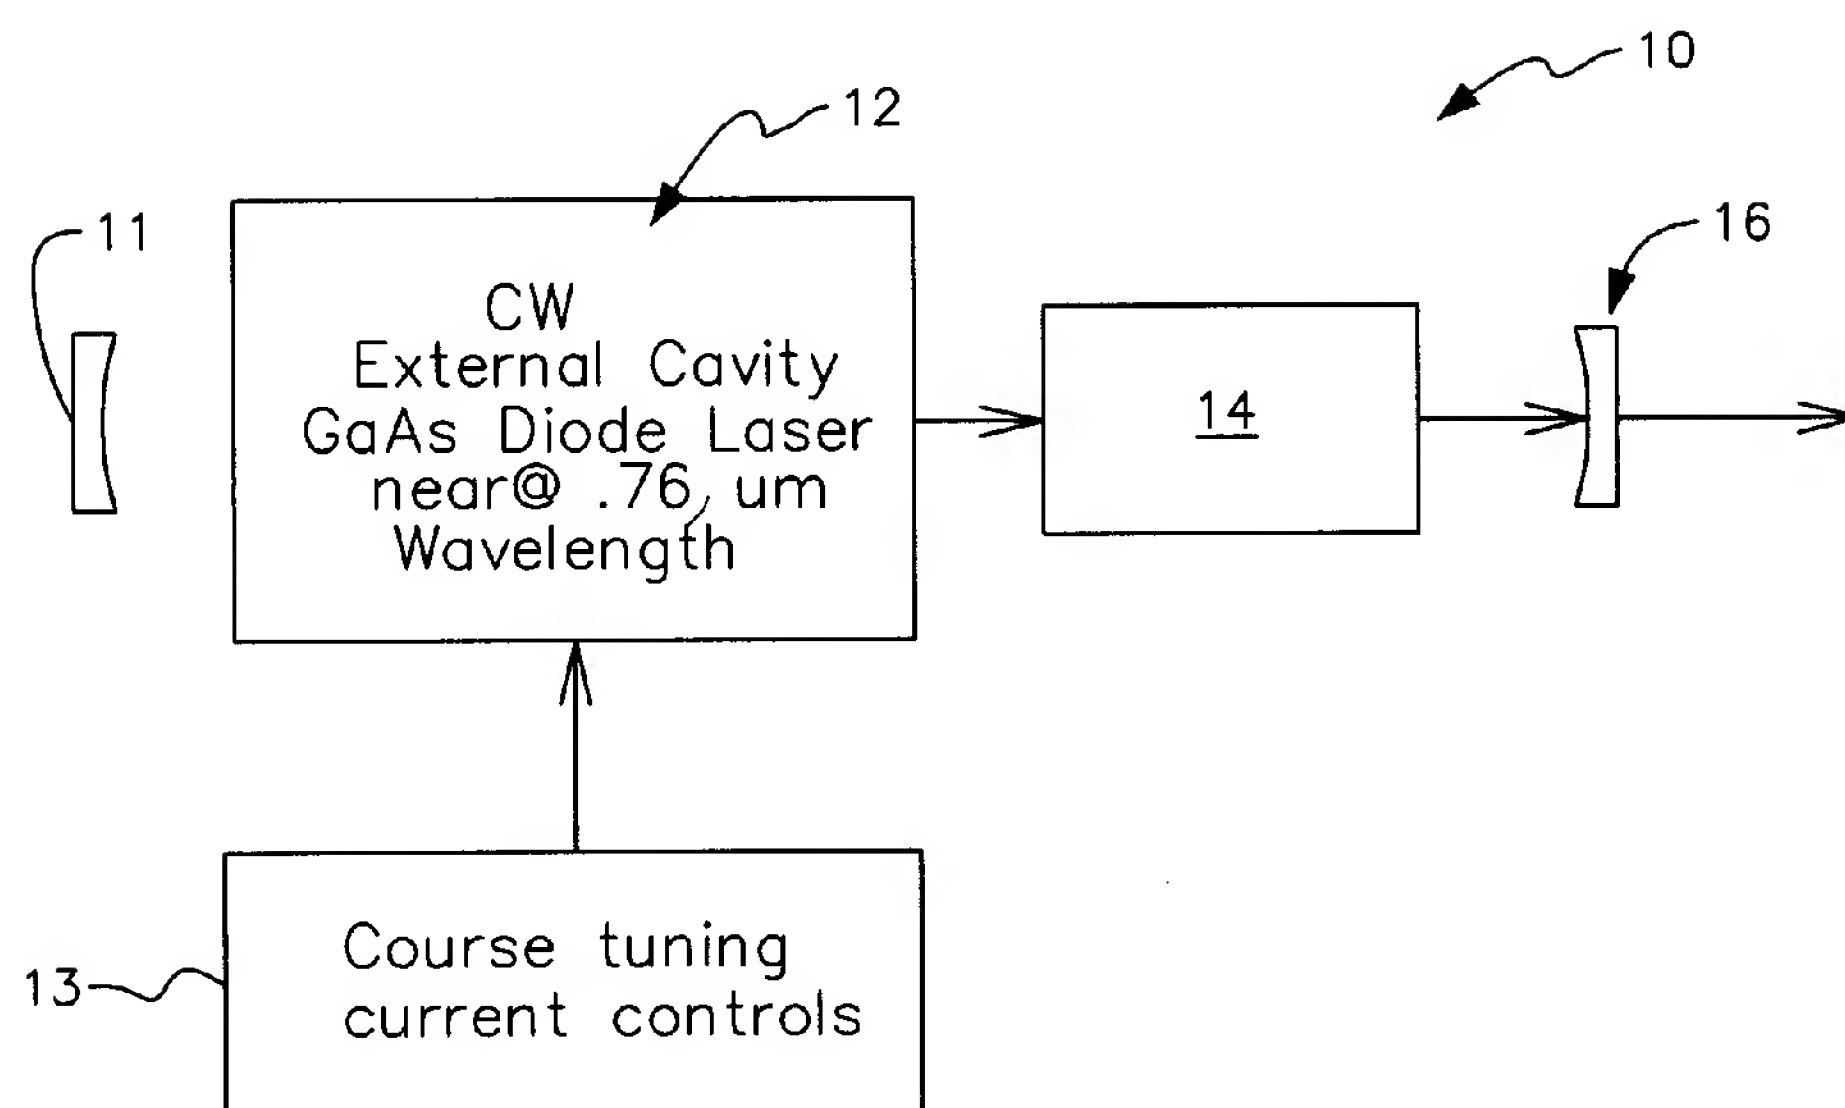 10
12
11
16
CW
External Cavity
GaAs Diode Laser
near@ .76, um
Wavelength
14
13
Course tuning
current controls